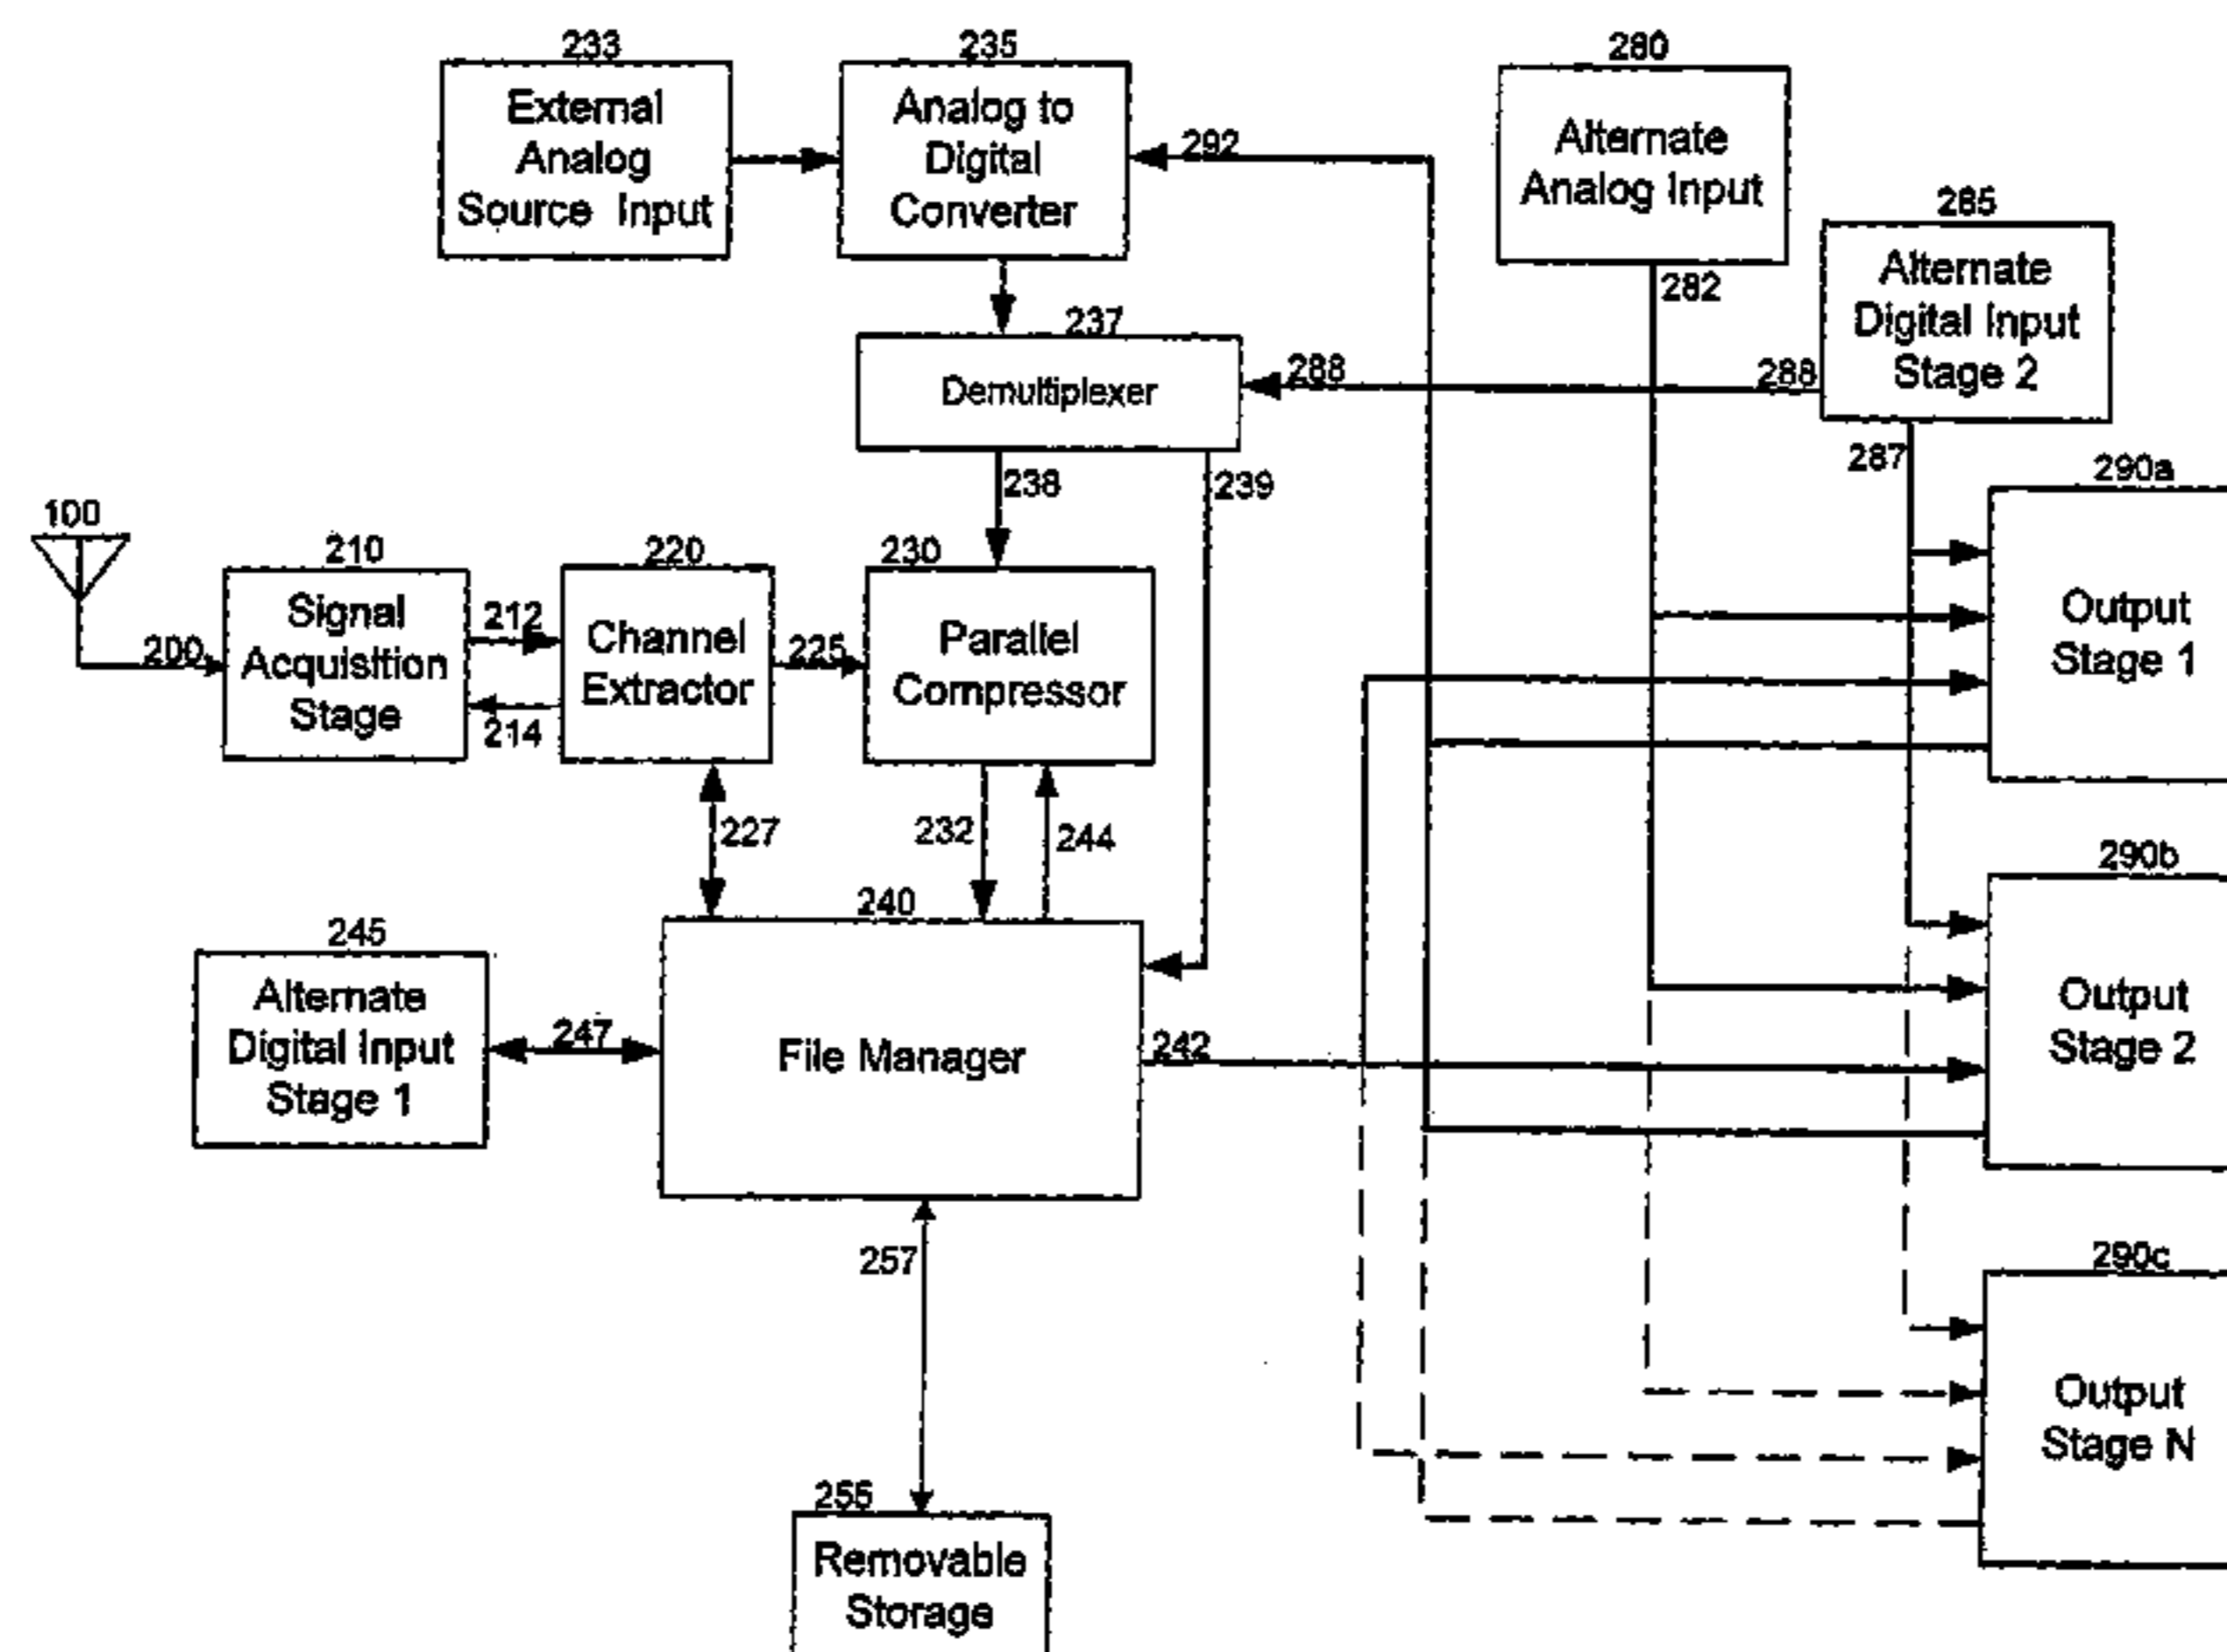 233
External
Analog
Source Input
235
Analog to
Digital
Converter
292
280
Alternate
Analog Input
282
285
Alternate
Digital Input
Stage 2
287
237
Demultiplexer
288
288
238
239
100
200
210
Signal
Acquisition
Stage
212
214
220
Channel
Extractor
225
230
Parallel
Compressor
227
232
244
290a
Output
Stage 1
240
File Manager
242
245
Alternate
Digital Input
Stage 1
247
290b
Output
Stage 2
257
255
Removable
Storage
290c
Output
Stage N